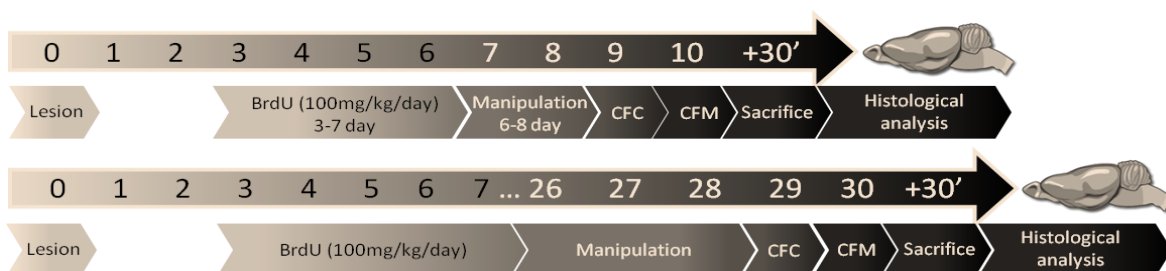 0 1 2 3 4 5 6 7 8 9 10 +30’
Lesion
BrdU (100mg/kg/day)
3-7 day
Manipulation
6-8 day
CFC
CFM
Sacrifice
Histological
analysis
0 1 2 3 4 5 6 7 ... 26 27 28 29 30 +30’
Lesion
BrdU (100mg/kg/day)
Manipulation
CFC
CFM
Sacrifice
Histological
analysis